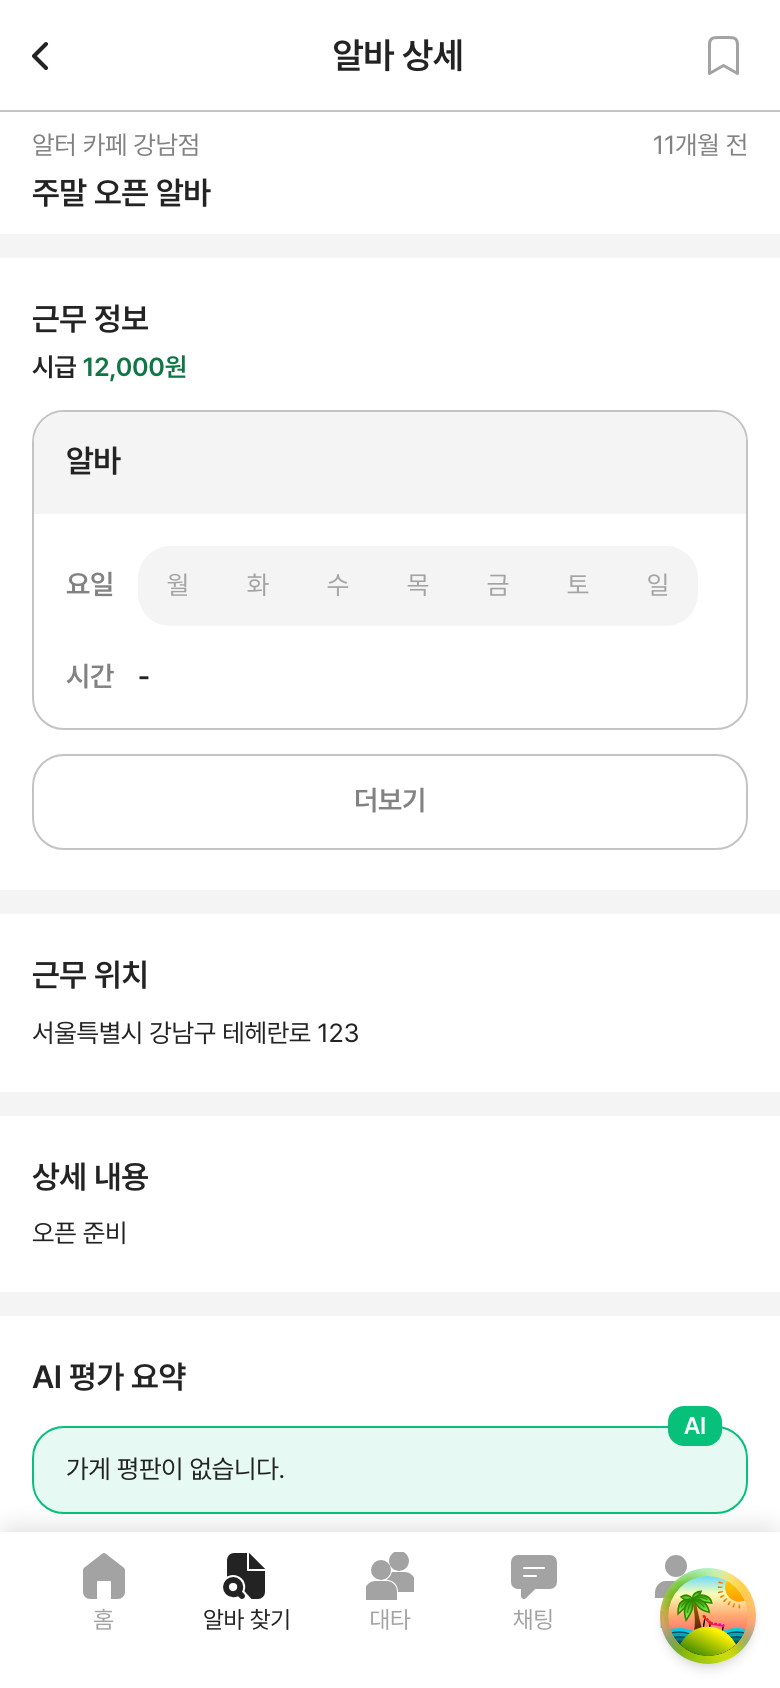 알바 상세
알터 카페 강남점 11개월 전
주말 오픈 알바
근무 정보
시급 12,000원
알바
요일 월 화 수 목 금 토 일
시간 -
더보기
근무 위치
서울특별시 강남구 테헤란로 123
상세 내용
오픈 준비
AI 평가 요약
AI
가게 평판이 없습니다.
홈 알바 찾기 대타 채팅